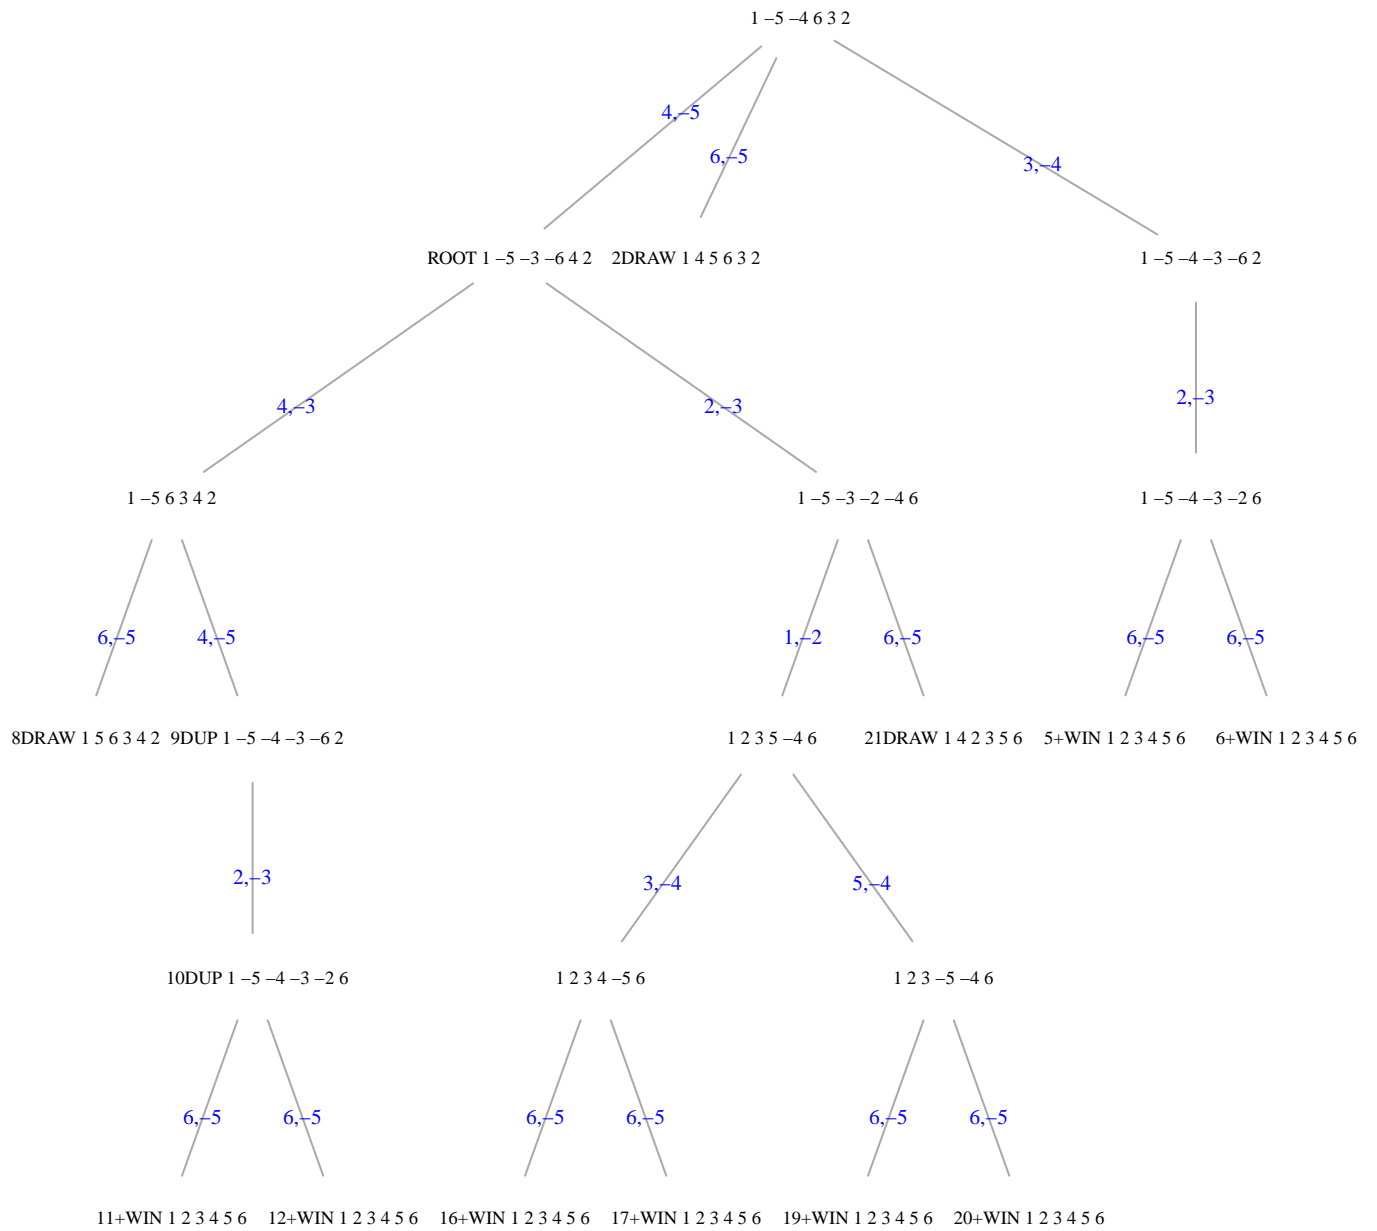 1 –5 –4 6 3 2
4,–5
6,–5
3,–4
ROOT 1 –5 –3 –6 4 2
2DRAW 1 4 5 6 3 2
1 –5 –4 –3 –6 2
4,–3
2,–3
2,–3
1 –5 6 3 4 2
1 –5 –3 –2 –4 6
1 –5 –4 –3 –2 6
6,–5
4,–5
1,–2
6,–5
6,–5
6,–5
8DRAW 1 5 6 3 4 2
9DUP 1 –5 –4 –3 –6 2
1 2 3 5 –4 6
21DRAW 1 4 2 3 5 6
5+WIN 1 2 3 4 5 6
6+WIN 1 2 3 4 5 6
2,–3
3,–4
5,–4
10DUP 1 –5 –4 –3 –2 6
1 2 3 4 –5 6
1 2 3 –5 –4 6
6,–5
6,–5
6,–5
6,–5
6,–5
6,–5
11+WIN 1 2 3 4 5 6
12+WIN 1 2 3 4 5 6
16+WIN 1 2 3 4 5 6
17+WIN 1 2 3 4 5 6
19+WIN 1 2 3 4 5 6
20+WIN 1 2 3 4 5 6